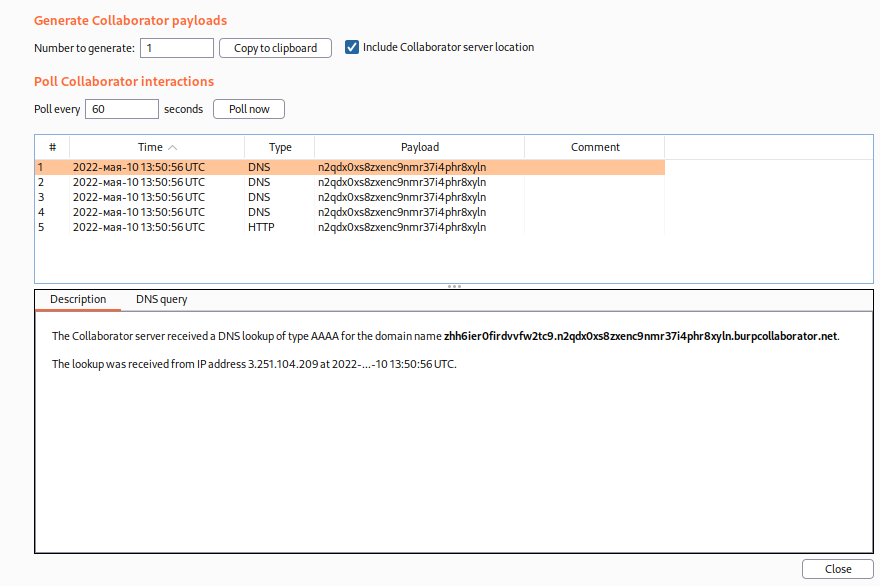 Generate Collaborator payloads
Number to generate: 1 Copy to clipboard Include Collaborator server location
Poll Collaborator interactions
Poll every 60 seconds Poll now
# Time Type Payload Comment
1 2022-мая-10 13:50:56 UTC DNS n2qdx0xs8zxenc9nmr37i4phr8xyln
2 2022-мая-10 13:50:56 UTC DNS n2qdx0xs8zxenc9nmr37i4phr8xyln
3 2022-мая-10 13:50:56 UTC DNS n2qdx0xs8zxenc9nmr37i4phr8xyln
4 2022-мая-10 13:50:56 UTC DNS n2qdx0xs8zxenc9nmr37i4phr8xyln
5 2022-мая-10 13:50:56 UTC HTTP n2qdx0xs8zxenc9nmr37i4phr8xyln
Description DNS query
The Collaborator server received a DNS lookup of type AAAA for the domain name zhh6ier0firdvvfw2tc9.n2qdx0xs8zxenc9nmr37i4phr8xyln.burpcollaborator.net.
The lookup was received from IP address 3.251.104.209 at 2022-...-10 13:50:56 UTC.
Close